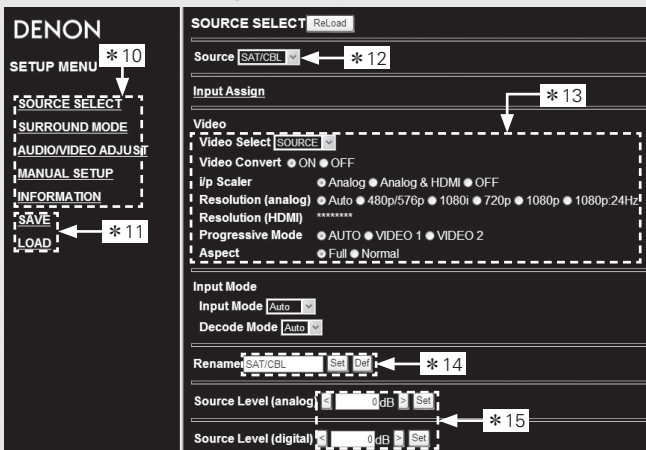 DENON
SETUP MENU
*10
SOURCE SELECT
SURROUND MODE
AUDIO/VIDEO ADJUST
MANUAL SETUP
INFORMATION
SAVE
LOAD
*11
SOURCE SELECT ReLoad
Source SAT/CBL *12
Input Assign
*13
Video
Video Select SOURCE
Video Convert ON OFF
i/p Scaler Analog Analog & HDMI OFF
Resolution (analog) Auto 480p/576p 1080i 720p 1080p 1080p:24Hz
Resolution (HDMI) ********
Progressive Mode AUTO VIDEO 1 VIDEO 2
Aspect Full Normal
Input Mode
Input Mode Auto
Decode Mode Auto
Rename SAT/CBL Set Def *14
Source Level (analog) < 0 dB > Set
*15
Source Level (digital) < 0 dB > Set